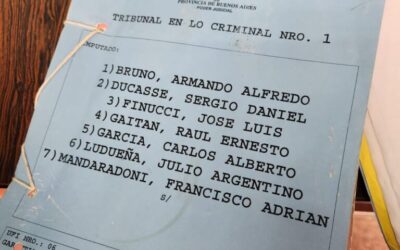 PROVINCIA DE BUENOS AIRES
PODER JUDICIAL
TRIBUNAL EN LO CRIMINAL NRO. 1
IMPUTADO:
1) BRUNO, ARMANDO ALFREDO
2) DUCASSE, SERGIO DANIEL
3) FINUCCI, JOSE LUIS
4) GAITAN, RAUL ERNESTO
5) GARCIA, CARLOS ALBERTO
6) LUDUEÑA, JULIO ARGENTINO
7) MANDARADONI, FRANCISCO ADRIAN
S/
UFI NRO.: 06